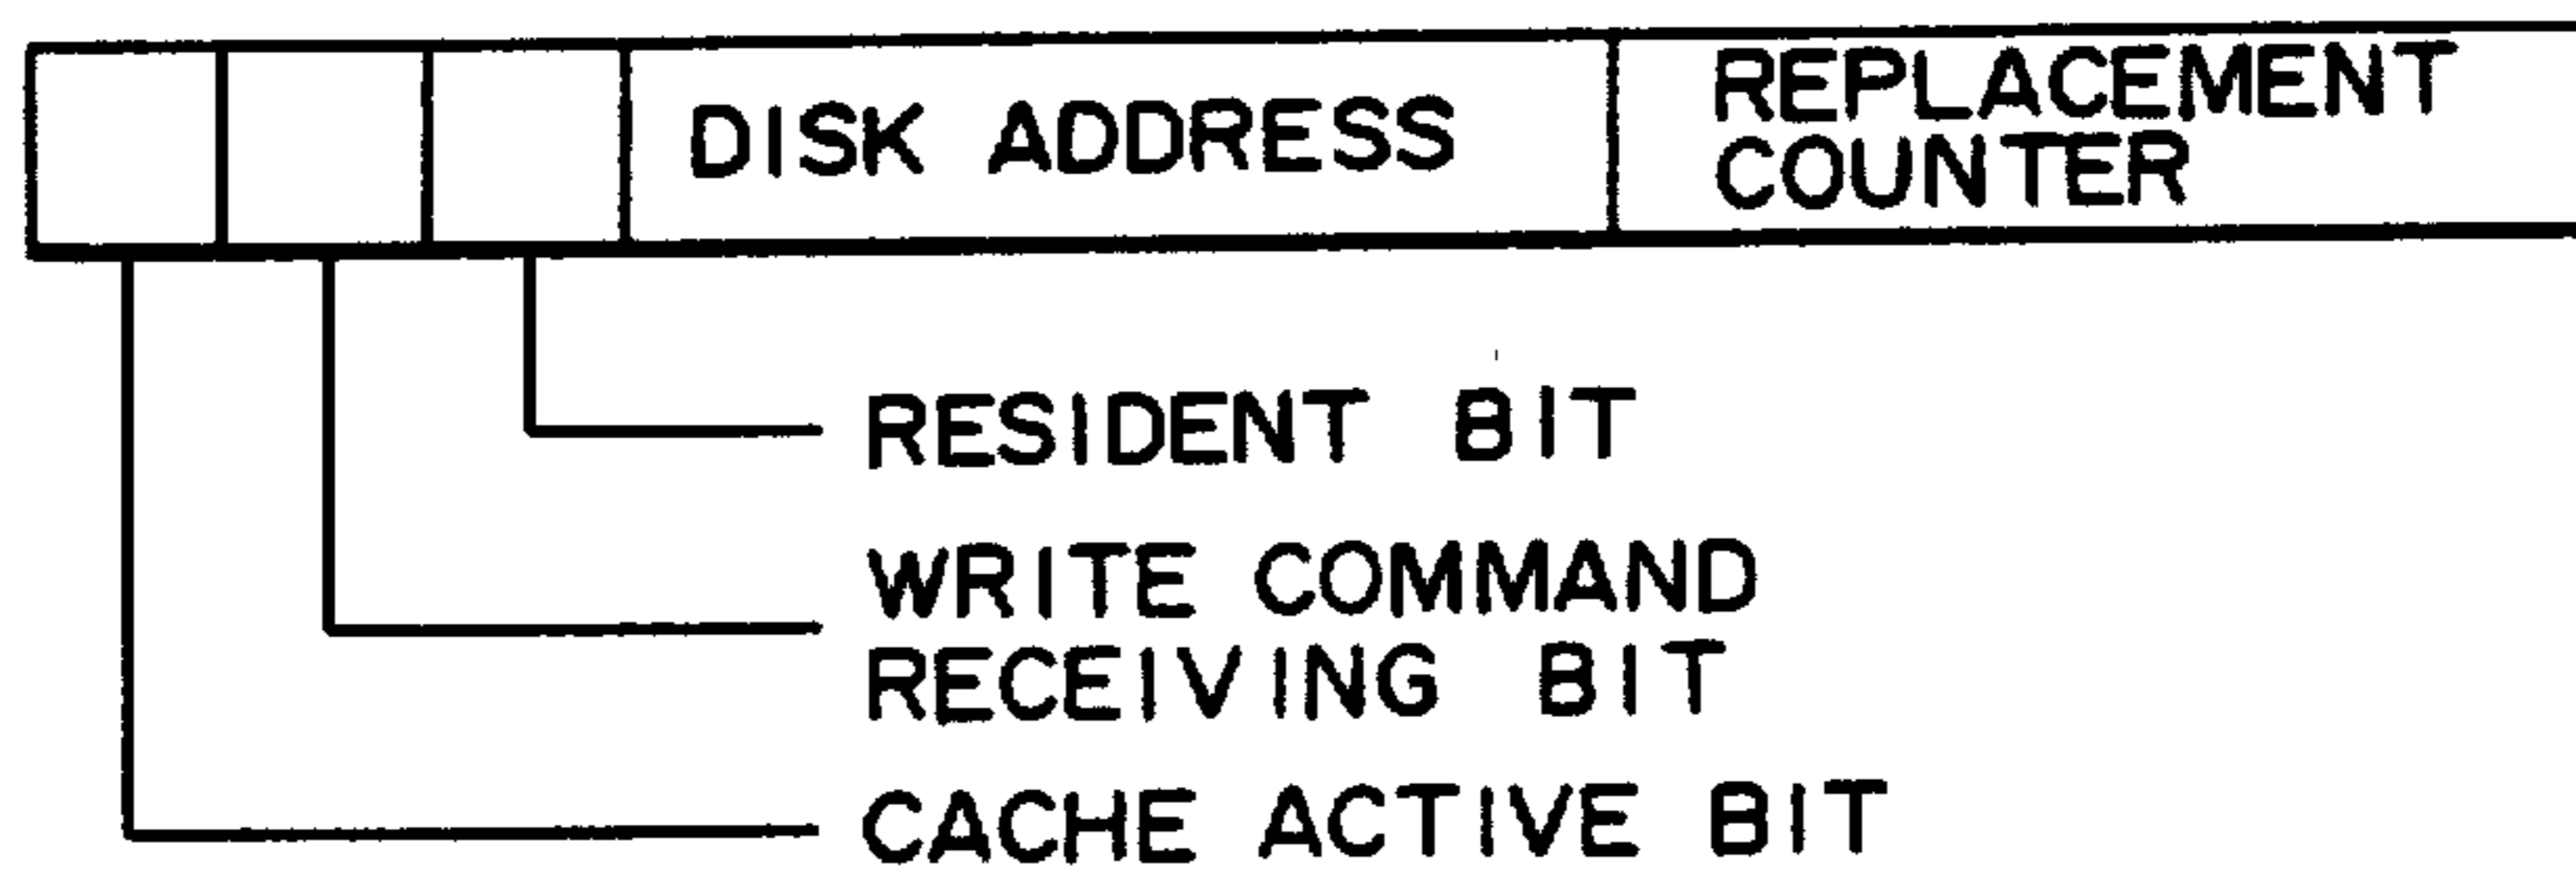 DISK ADDRESS
REPLACEMENT
COUNTER
RESIDENT BIT
WRITE COMMAND
RECEIVING BIT
CACHE ACTIVE BIT